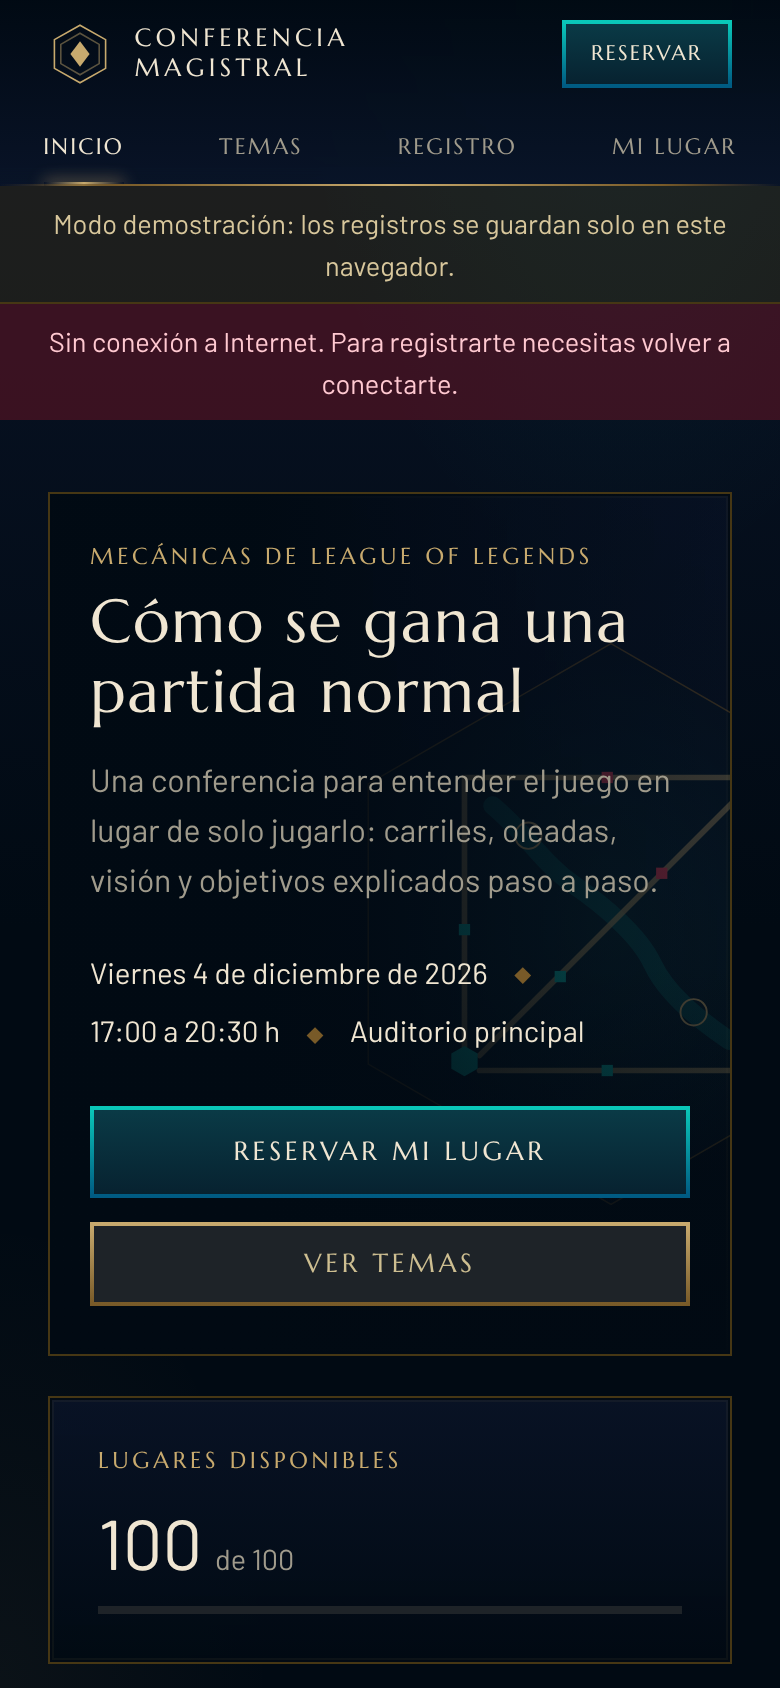 CONFERENCIA
MAGISTRAL
RESERVAR
INICIO
TEMAS
REGISTRO
MI LUGAR
Modo demostración: los registros se guardan solo en este
navegador.
Sin conexión a Internet. Para registrarte necesitas volver a
conectarte.
MECÁNICAS DE LEAGUE OF LEGENDS
Cómo se gana una
partida normal
Una conferencia para entender el juego en
lugar de solo jugarlo: carriles, oleadas,
visión y objetivos explicados paso a paso.
Viernes 4 de diciembre de 2026
17:00 a 20:30 h
Auditorio principal
RESERVAR MI LUGAR
VER TEMAS
LUGARES DISPONIBLES
100 de 100